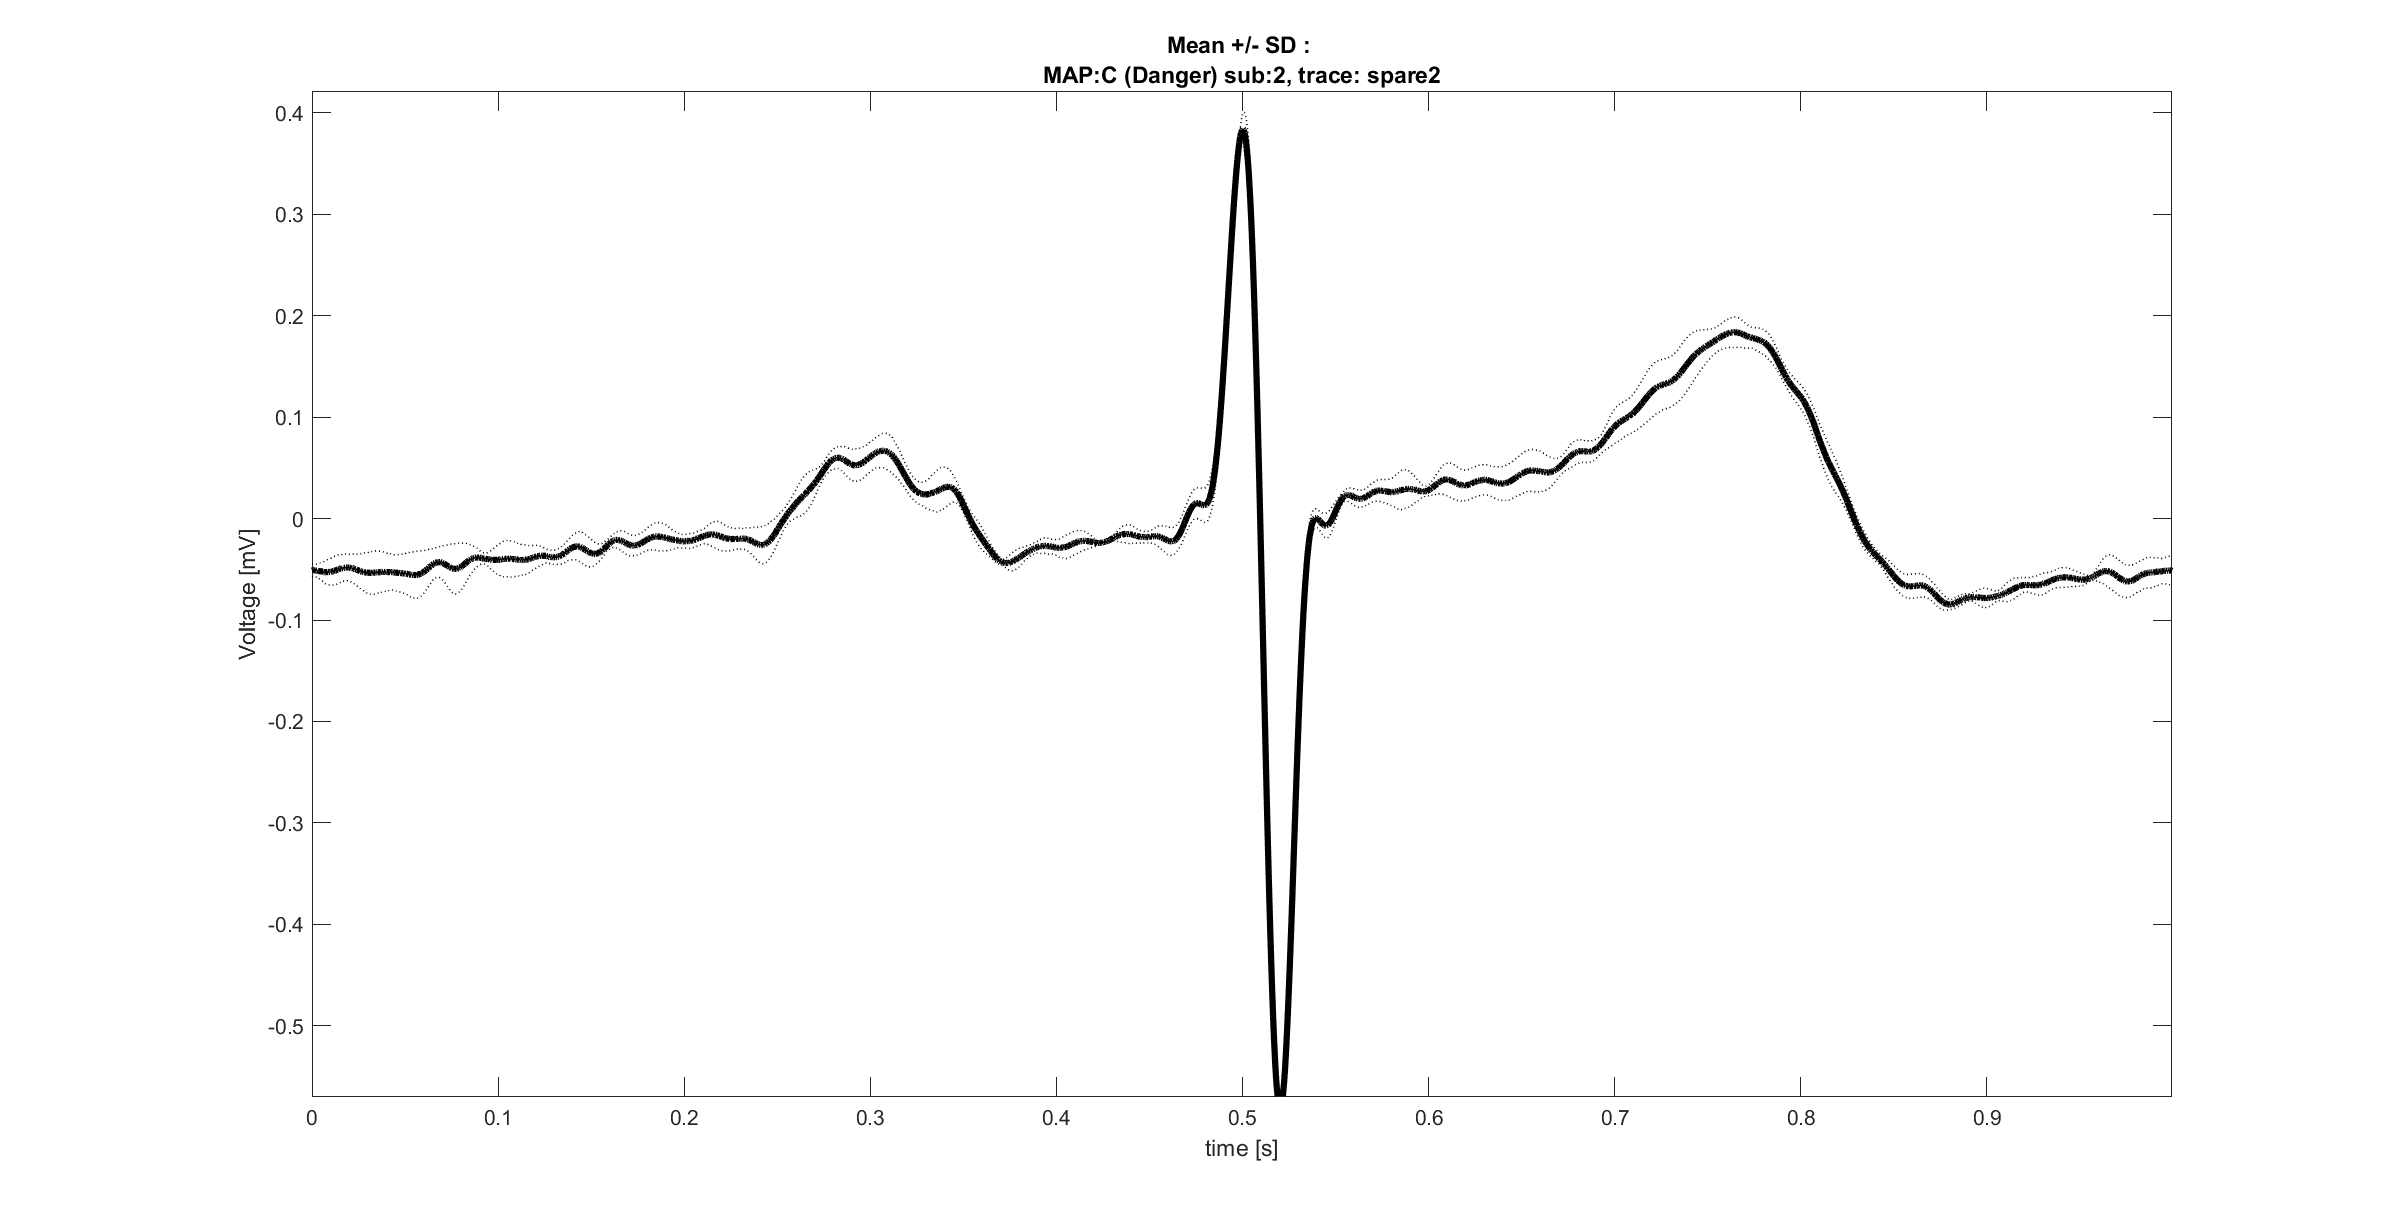 Mean +/- SD :
MAP:C (Danger) sub:2, trace: spare2
0.4
0.3
0.2
0.1
0
-0.1
-0.2
-0.3
-0.4
-0.5
Voltage [mV]
0 0.1 0.2 0.3 0.4 0.5 0.6 0.7 0.8 0.9
time [s]